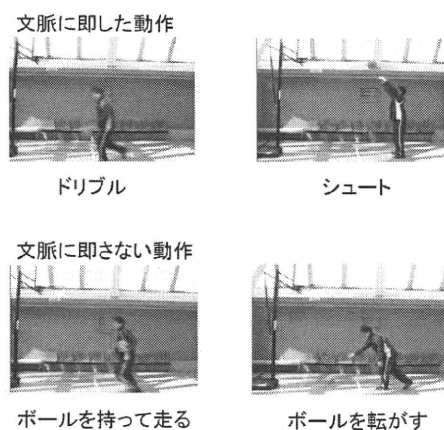 文脈に即した動作
ドリブル
シュート
文脈に即さない動作
ボールを持って走る
ボールを転がす